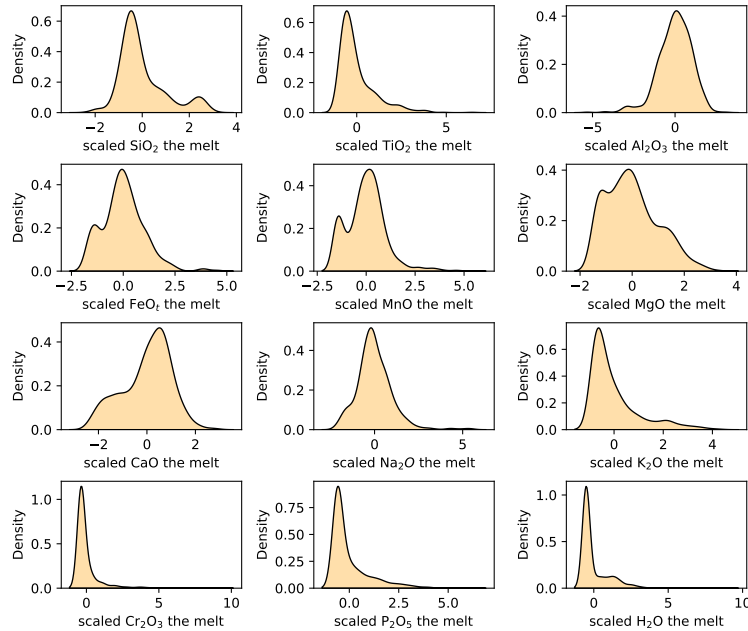 Density 0.6 0.4 0.2 0.0 −2 0 2 4 scaled SiO₂ the melt
Density 0.6 0.4 0.2 0.0 0 5 scaled TiO₂ the melt
Density 0.4 0.2 0.0 −5 0 scaled Al₂O₃ the melt
Density 0.4 0.2 0.0 −2.5 0.0 2.5 5.0 scaled FeOₜ the melt
Density 0.4 0.2 0.0 −2.5 0.0 2.5 5.0 scaled MnO the melt
Density 0.4 0.2 0.0 −2 0 2 4 scaled MgO the melt
Density 0.4 0.2 0.0 −2 0 2 scaled CaO the melt
Density 0.4 0.2 0.0 0 5 scaled Na₂O the melt
Density 0.6 0.4 0.2 0.0 0 2 4 scaled K₂O the melt
Density 1.0 0.5 0.0 0 5 10 scaled Cr₂O₃ the melt
Density 0.75 0.50 0.25 0.00 0.0 2.5 5.0 scaled P₂O₅ the melt
Density 1.0 0.5 0.0 0 5 10 scaled H₂O the melt